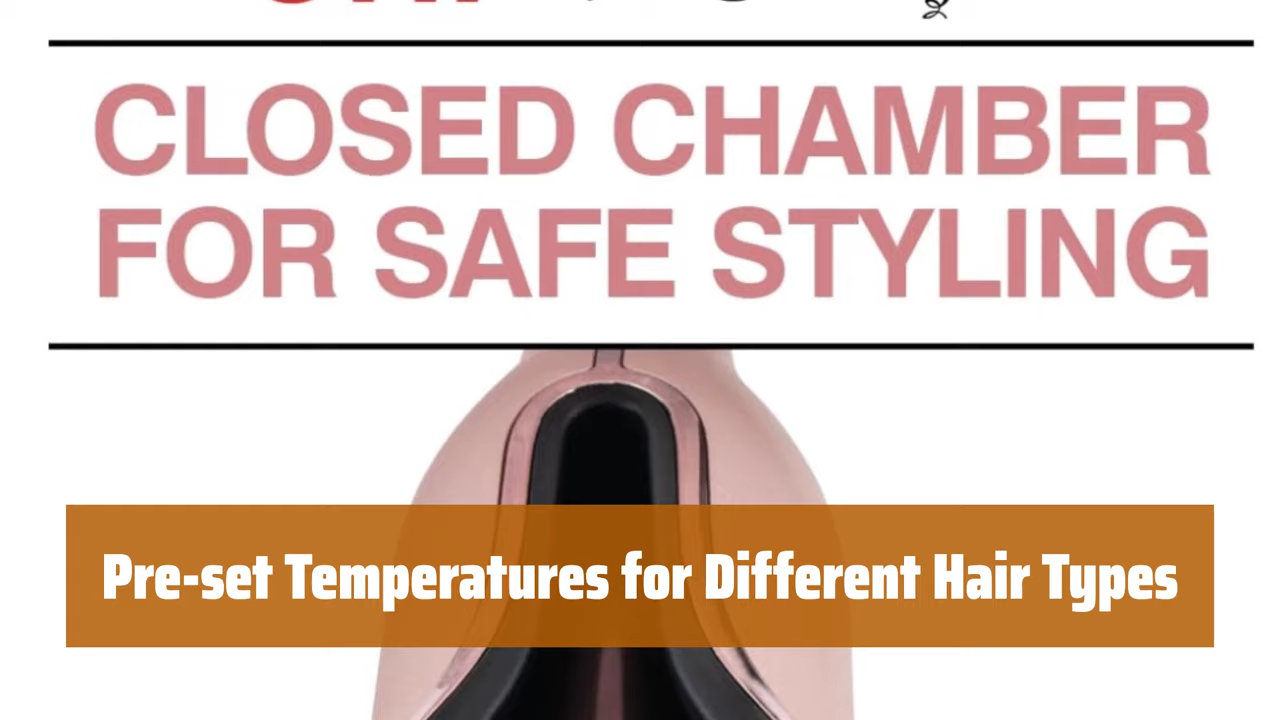 CLOSED CHAMBER
FOR SAFE STYLING
Pre-set Temperatures for Different Hair Types